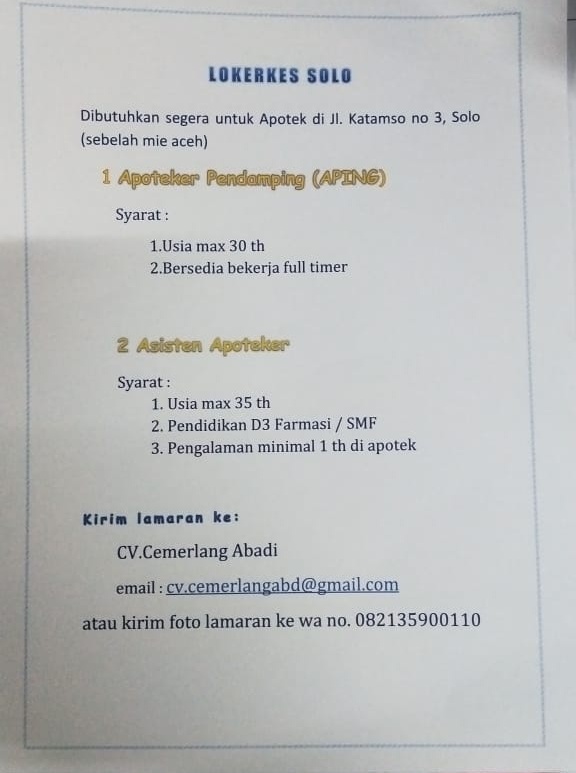 LOKERKES SOLO
Dibutuhkan segera untuk Apotek di Jl. Katamso no 3, Solo
(sebelah mie aceh)
1 Apoteker Pendamping (APING)
Syarat :
1.Usia max 30 th
2.Bersedia bekerja full timer
2 Asisten Apoteker
Syarat :
1. Usia max 35 th
2. Pendidikan D3 Farmasi / SMF
3. Pengalaman minimal 1 th di apotek
Kirim lamaran ke:
CV.Cemerlang Abadi
email : cv.cemerlangabd@gmail.com
atau kirim foto lamaran ke wa no. 082135900110